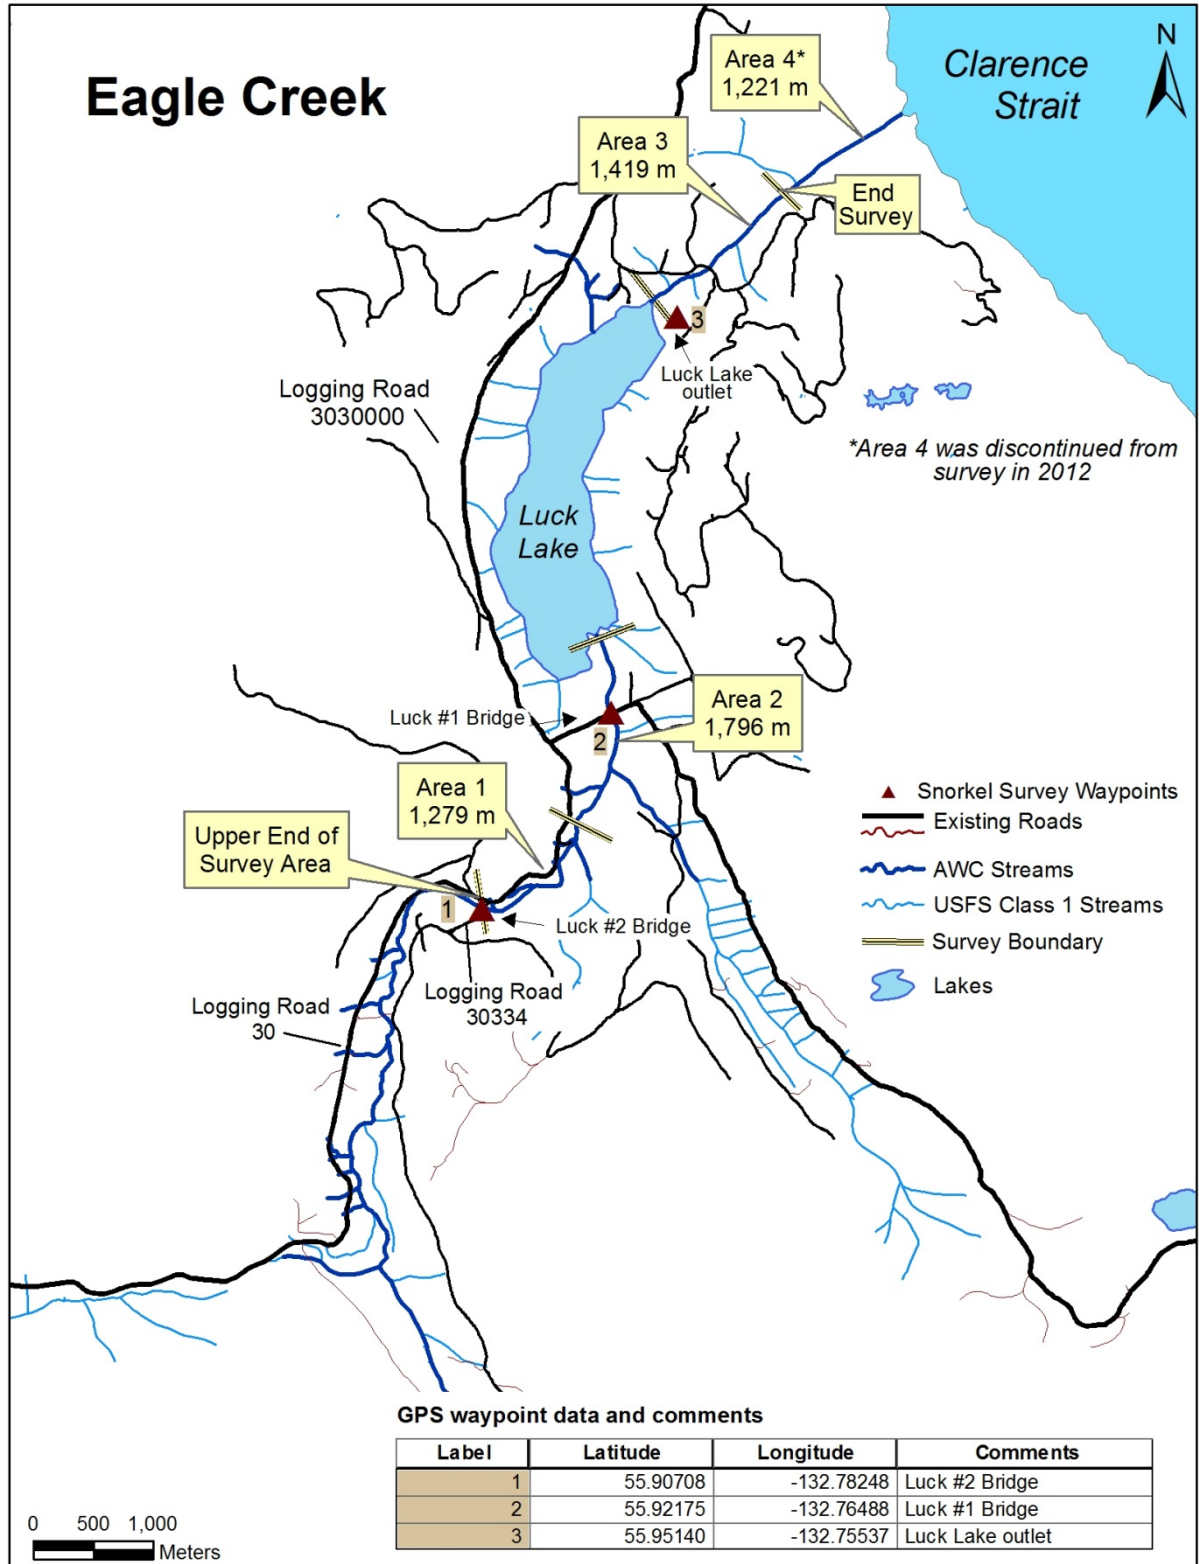 Eagle Creek
Area 4*
1,221 m
Clarence
Strait
N
Area 3
1,419 m
End
Survey
3
Luck Lake
outlet
Logging Road
3030000
*Area 4 was discontinued from
survey in 2012
Luck
Lake
Luck #1 Bridge
2
Area 2
1,796 m
Area 1
1,279 m
Upper End of
Survey Area
1
Luck #2 Bridge
Logging Road
30334
Logging Road
30
Snorkel Survey Waypoints
Existing Roads
AWC Streams
USFS Class 1 Streams
Survey Boundary
Lakes
GPS waypoint data and comments
Label Latitude Longitude Comments
1 55.90708 -132.78248 Luck #2 Bridge
2 55.92175 -132.76488 Luck #1 Bridge
3 55.95140 -132.75537 Luck Lake outlet
0 500 1,000
Meters